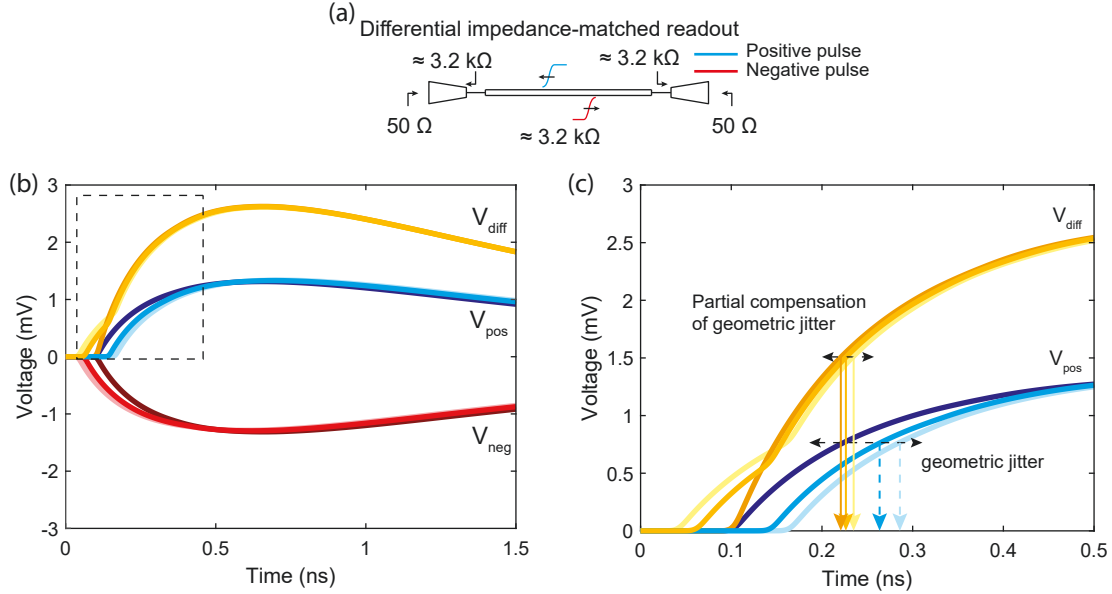 (a)
Differential impedance-matched readout
Positive pulse
Negative pulse
≈ 3.2 kΩ
≈ 3.2 kΩ
50 Ω
≈ 3.2 kΩ
50 Ω
(b)
3
2
1
0
-1
-2
-3
Voltage (mV)
V_diff
V_pos
V_neg
0
0.5
1
1.5
Time (ns)
(c)
3
2.5
2
1.5
1
0.5
0
Voltage (mV)
V_diff
Partial compensation
of geometric jitter
V_pos
geometric jitter
0
0.1
0.2
0.3
0.4
0.5
Time (ns)